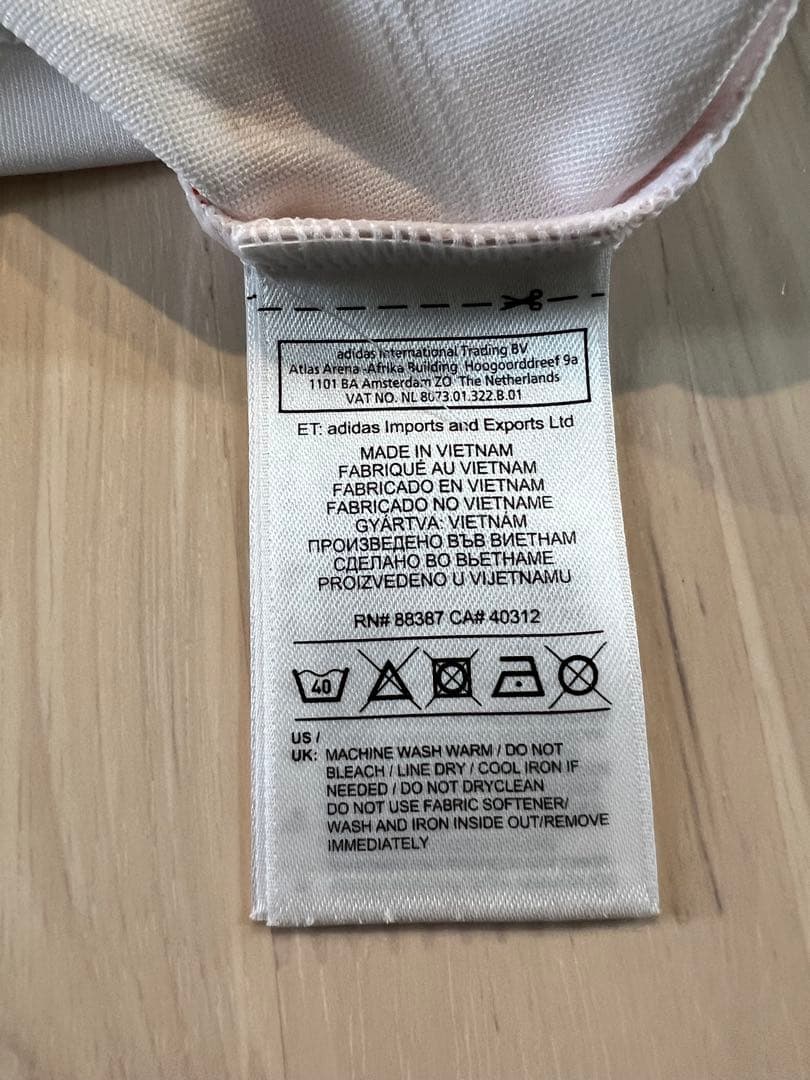 adidas International Trading BV
Atlas Arena -Afrika Building Hoogoorddreef 9a
1101 BA Amsterdam ZO The Netherlands
VAT NO. NL 8073.01.322.B.01
ET: adidas Imports and Exports Ltd
MADE IN VIETNAM
FABRIQUÉ AU VIETNAM
FABRICADO EN VIETNAM
FABRICADO NO VIETNAME
GYÁRTVA: VIETNÁM
ПРОИЗВЕДЕНО ВЪВ ВИЕТНАМ
СДЕЛАНО ВО ВЬЕТНАМЕ
PROIZVEDENO U VIJETNAMU
RN# 88387 CA# 40312
40
US /
UK: MACHINE WASH WARM / DO NOT
BLEACH / LINE DRY / COOL IRON IF
NEEDED / DO NOT DRYCLEAN
DO NOT USE FABRIC SOFTENER/
WASH AND IRON INSIDE OUT/REMOVE
IMMEDIATELY